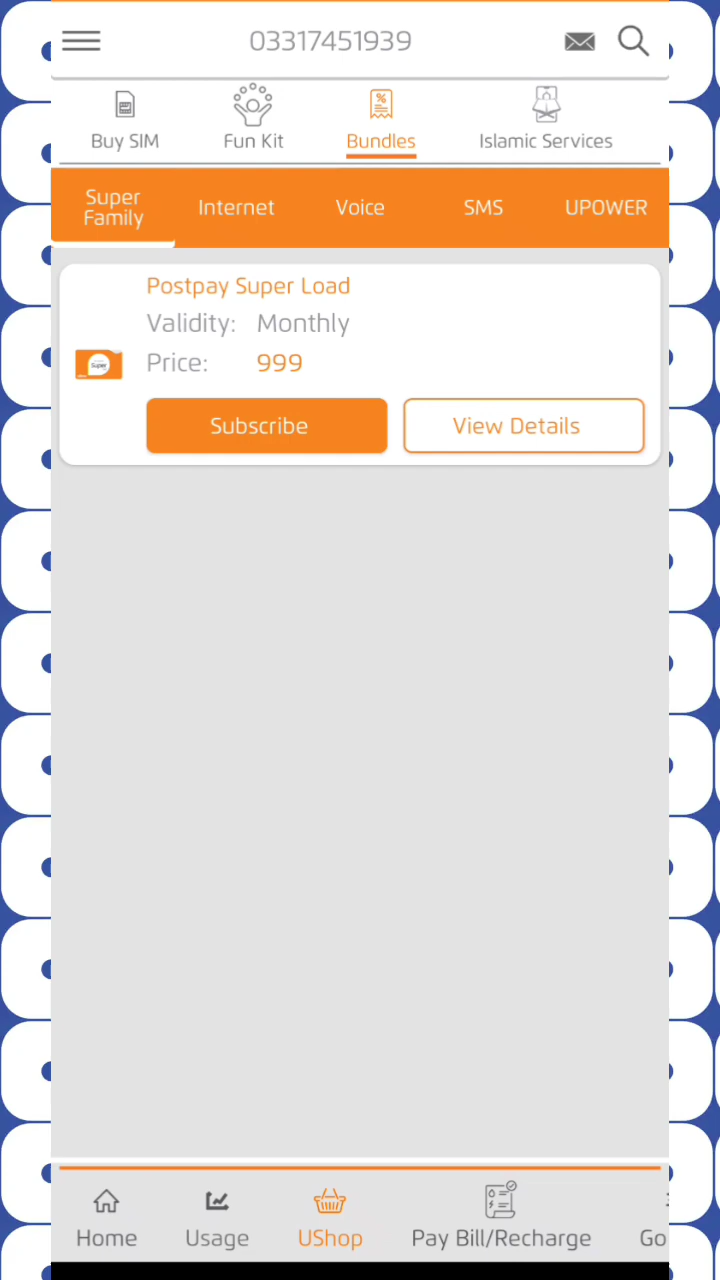 03317451939
Buy SIM
Fun Kit
Bundles
Islamic Services
Super
Family
Internet
Voice
SMS
UPOWER
Postpay Super Load
Validity: Monthly
Super
Price: 999
Subscribe
View Details
Home
Usage
UShop
Pay Bill/Recharge
Go